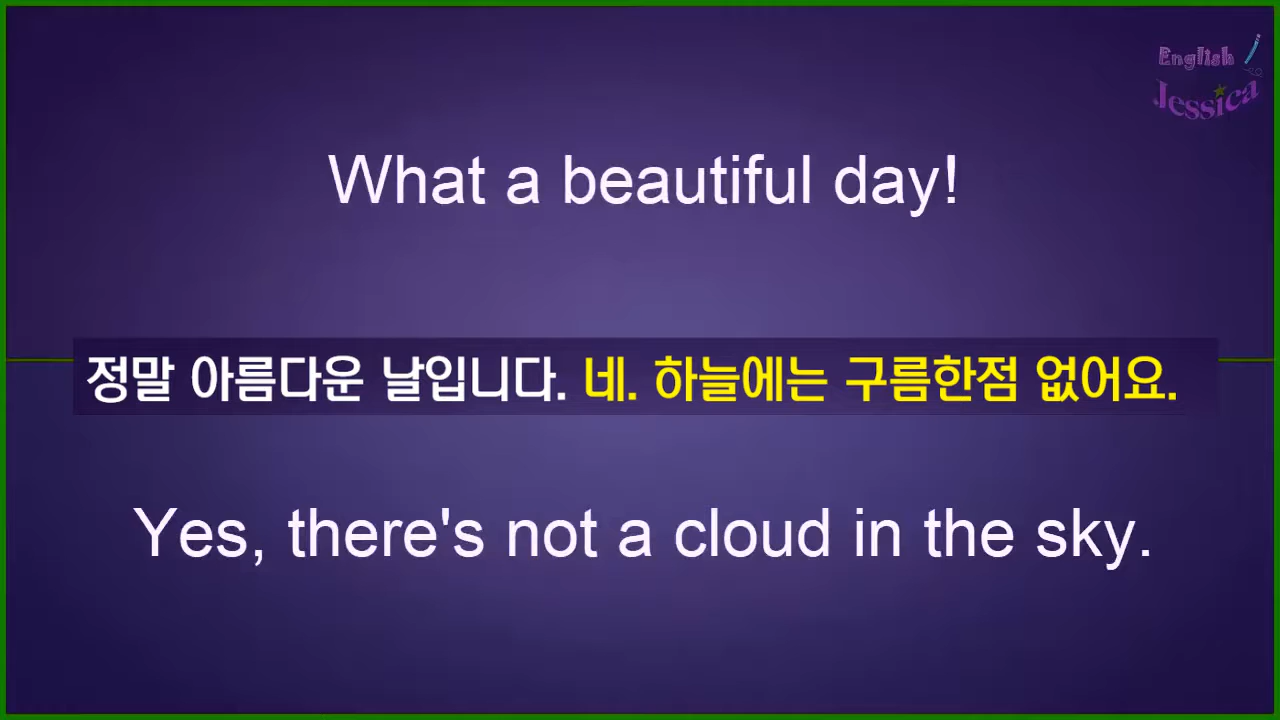 English
Jessica
What a beautiful day!
정말 아름다운 날입니다. 네. 하늘에는 구름한점 없어요.
Yes, there's not a cloud in the sky.